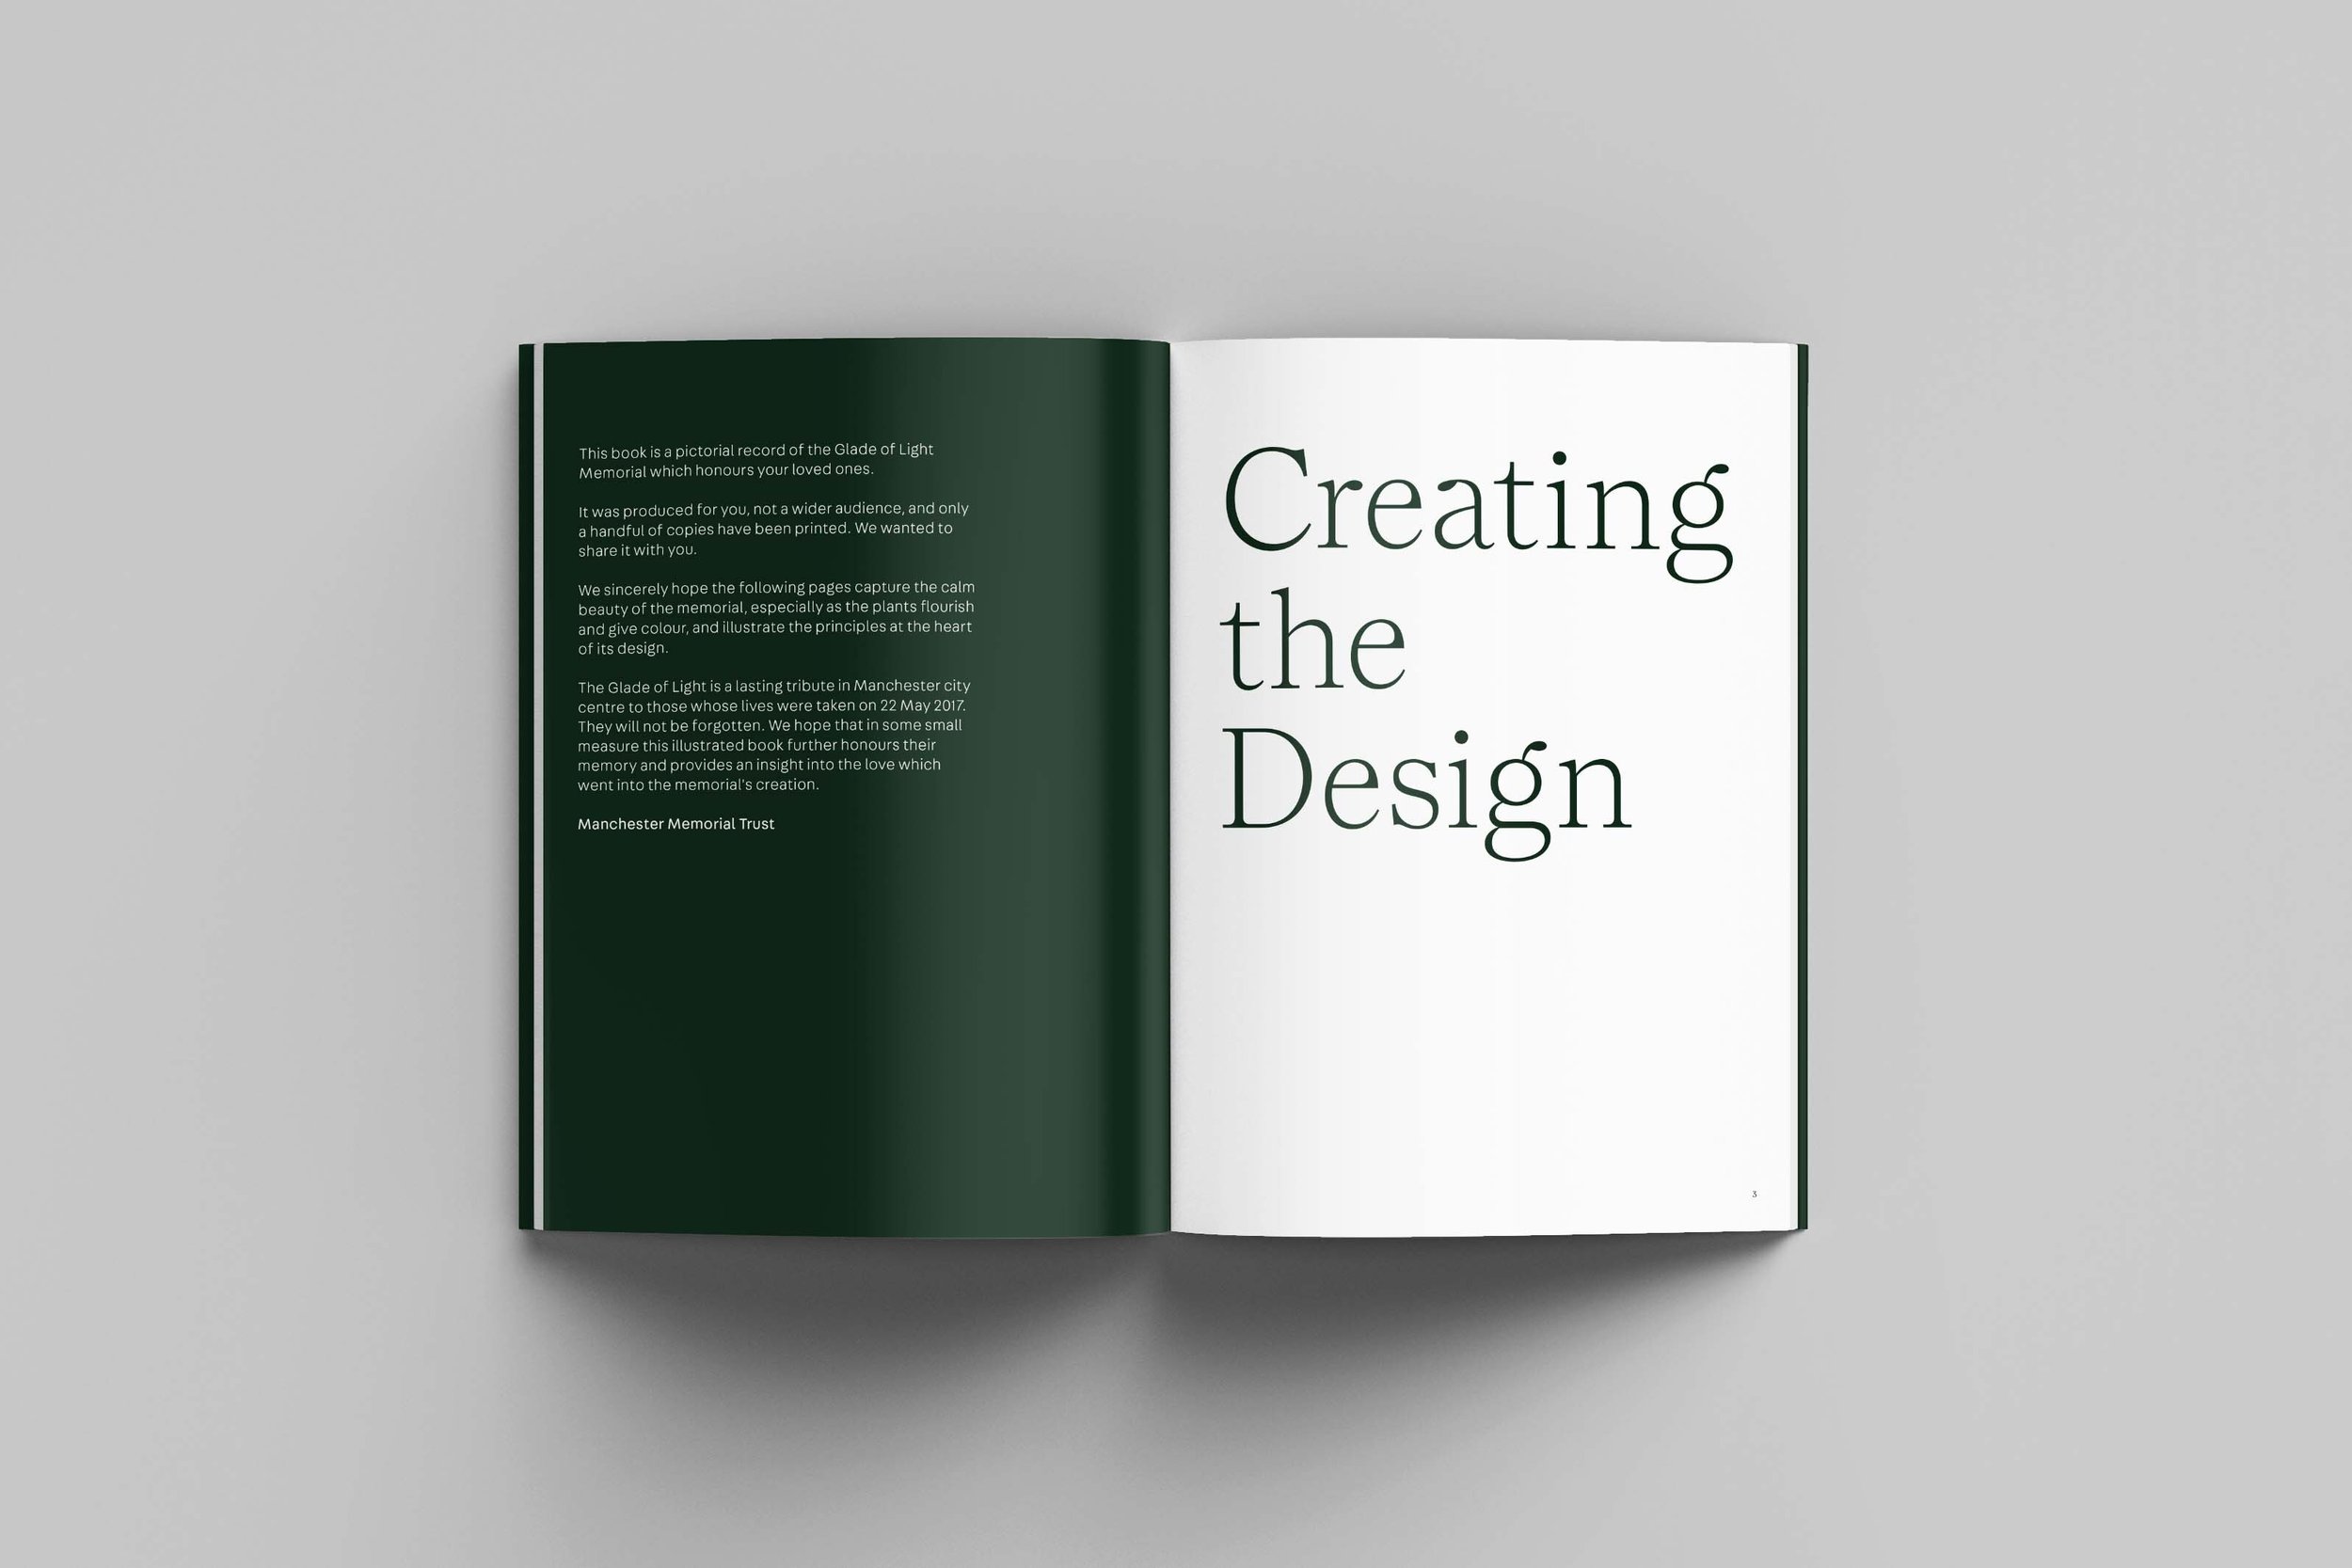 This book is a pictorial record of the Glade of Light
Memorial which honours your loved ones.
It was produced for you, not a wider audience, and only
a handful of copies have been printed. We wanted to
share it with you.
We sincerely hope the following pages capture the calm
beauty of the memorial, especially as the plants flourish
and give colour, and illustrate the principles at the heart
of its design.
The Glade of Light is a lasting tribute in Manchester city
centre to those whose lives were taken on 22 May 2017.
They will not be forgotten. We hope that in some small
measure this illustrated book further honours their
memory and provides an insight into the love which
went into the memorial's creation.
Manchester Memorial Trust
Creating
the
Design
3